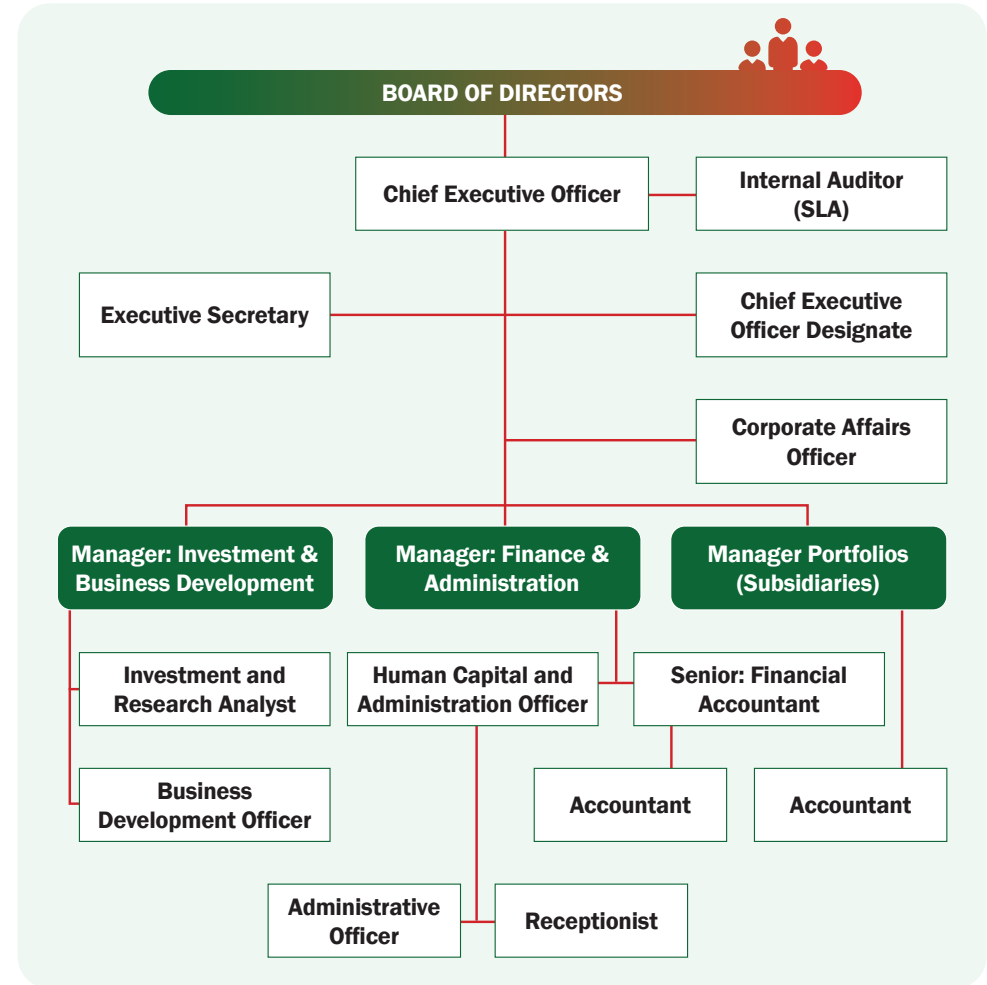 BOARD OF DIRECTORS
Chief Executive Officer
Internal Auditor
(SLA)
Executive Secretary
Chief Executive
Officer Designate
Corporate Affairs
Officer
Manager: Investment &
Business Development
Manager: Finance &
Administration
Manager Portfolios
(Subsidiaries)
Investment and
Research Analyst
Human Capital and
Administration Officer
Senior: Financial
Accountant
Business
Development Officer
Accountant
Accountant
Administrative
Officer
Receptionist